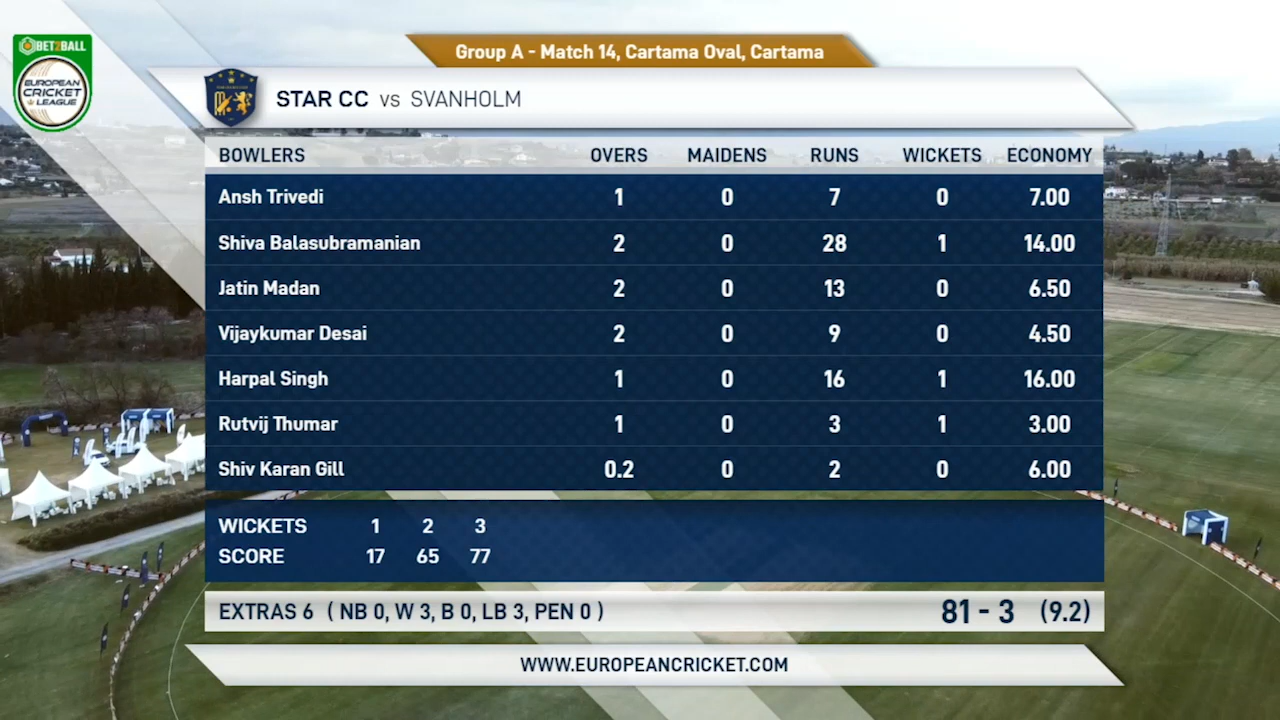 BETZBALL
EUROPEAN
CRICKET
LEAGUE
Group A - Match 14, Cartama Oval, Cartama
STAR CC vs SVANHOLM
BOWLERS OVERS MAIDENS RUNS WICKETS ECONOMY
Ansh Trivedi 1 0 7 0 7.00
Shiva Balasubramanian 2 0 28 1 14.00
Jatin Madan 2 0 13 0 6.50
Vijaykumar Desai 2 0 9 0 4.50
Harpal Singh 1 0 16 1 16.00
Rutvij Thumar 1 0 3 1 3.00
Shiv Karan Gill 0.2 0 2 0 6.00
WICKETS 1 2 3
SCORE 17 65 77
EXTRAS 6 ( NB 0, W 3, B 0, LB 3, PEN 0 ) 81 - 3 (9.2)
WWW.EUROPEANCRICKET.COM